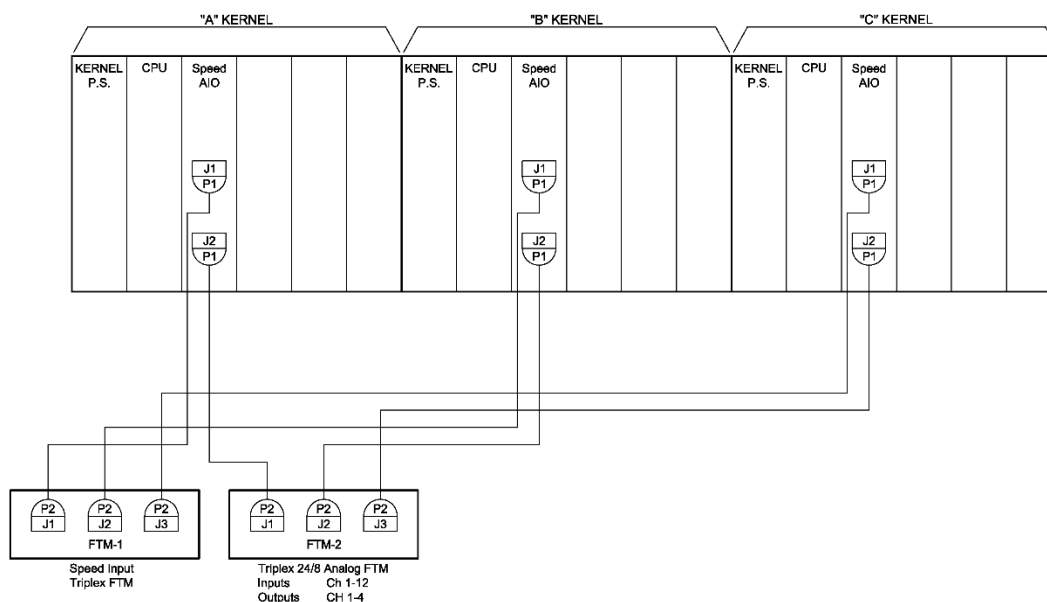 "A" KERNEL
"B" KERNEL
"C" KERNEL
KERNEL
P.S.
CPU
Speed
AIO
KERNEL
P.S.
CPU
Speed
AIO
KERNEL
P.S.
CPU
Speed
AIO
J1
P1
J1
P1
J1
P1
J2
P1
J2
P1
J2
P1
P2
J1
P2
J2
P2
J3
FTM-1
P2
J1
P2
J2
P2
J3
FTM-2
Speed Input
Triplex FTM
Triplex 24/8 Analog FTM
Inputs Ch 1-12
Outputs CH 1-4